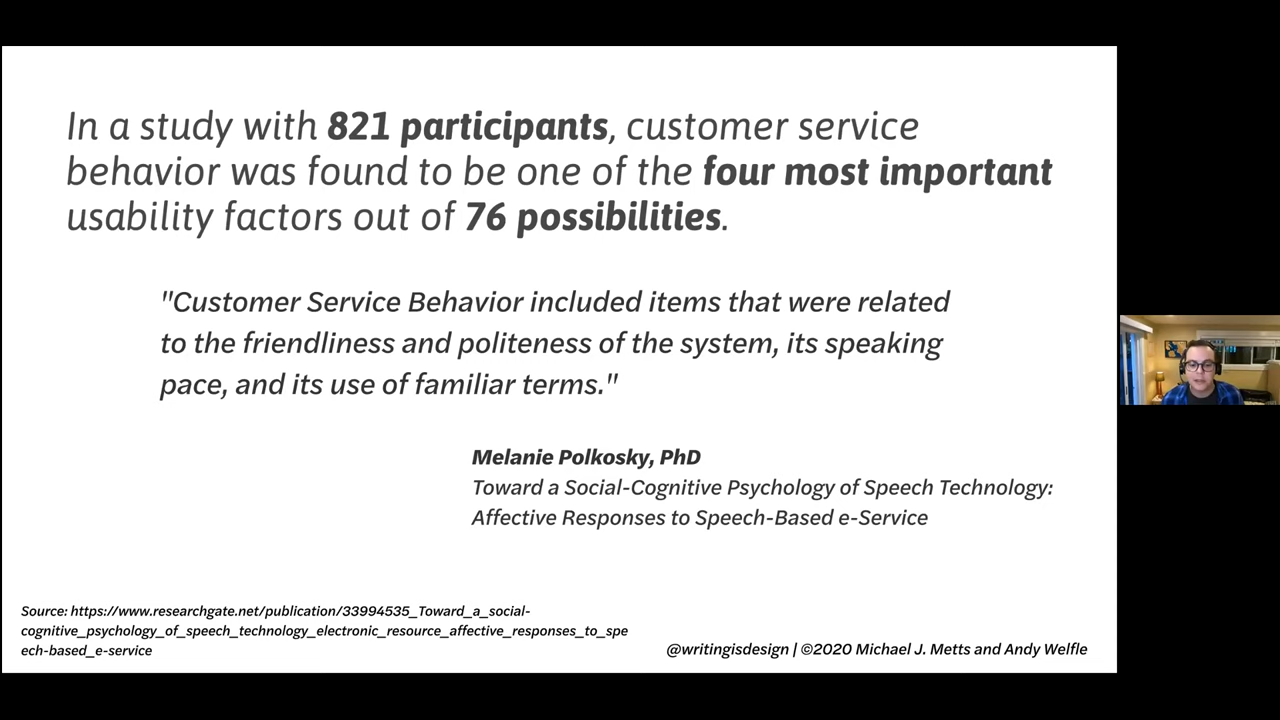 In a study with 821 participants, customer service
behavior was found to be one of the four most important
usability factors out of 76 possibilities.
"Customer Service Behavior included items that were related
to the friendliness and politeness of the system, its speaking
pace, and its use of familiar terms."
Melanie Polkosky, PhD
Toward a Social-Cognitive Psychology of Speech Technology:
Affective Responses to Speech-Based e-Service
Source: https://www.researchgate.net/publication/33994535_Toward_a_social-
cognitive_psychology_of_speech_technology_electronic_resource_affective_responses_to_spe
ech-based_e-service
@writingisdesign | ©2020 Michael J. Metts and Andy Welfle